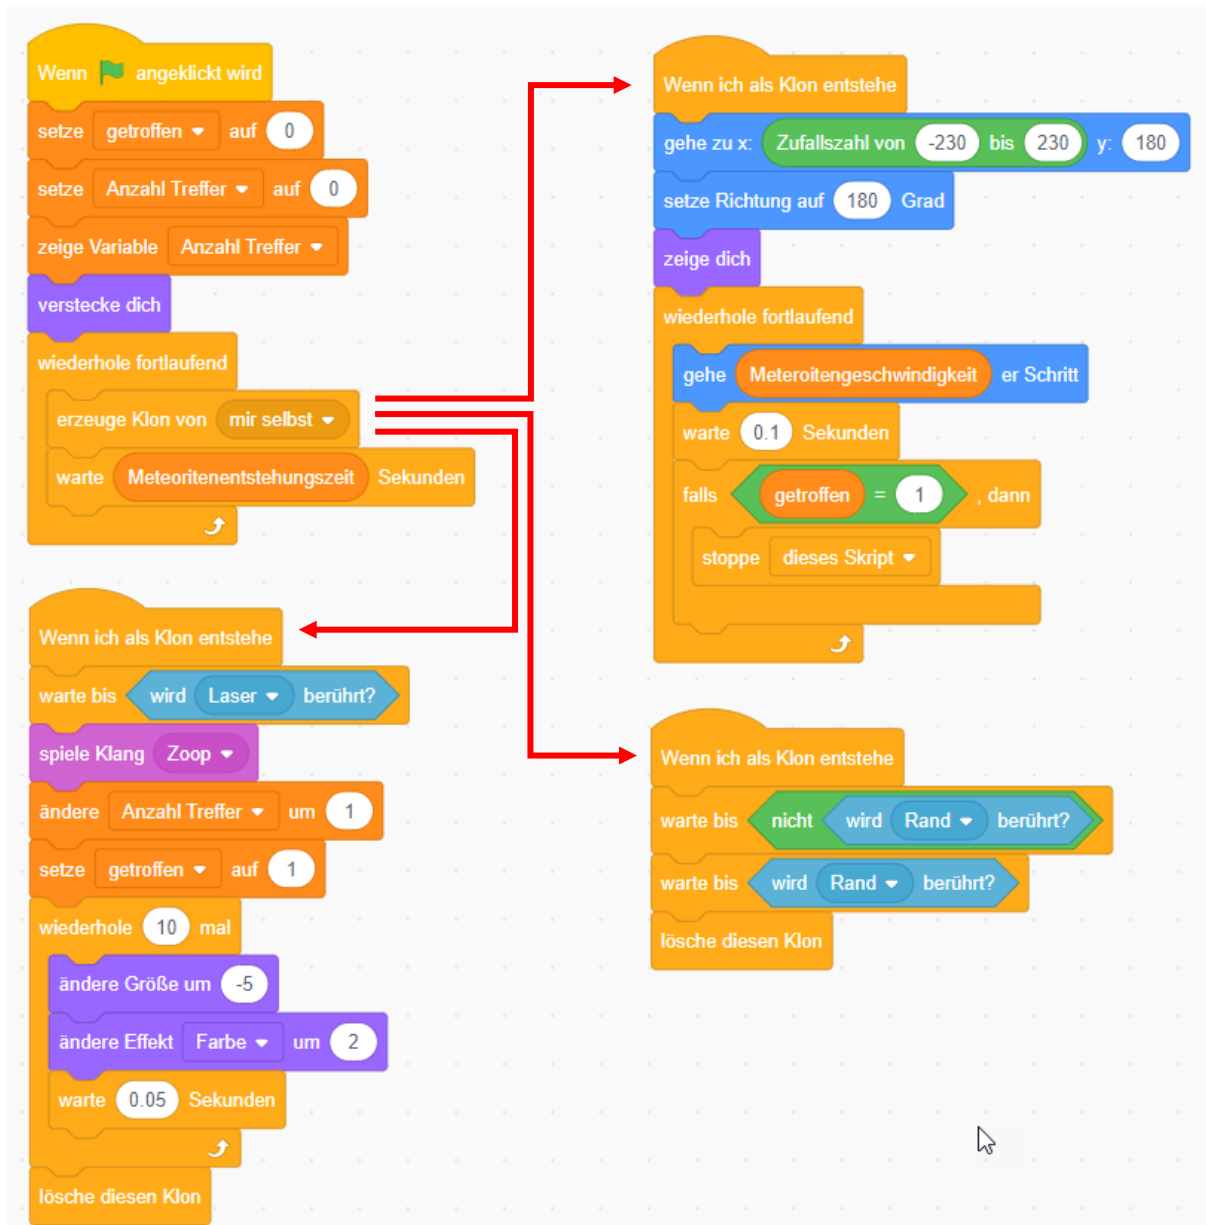 Wenn angeklickt wird
setze getroffen auf 0
setze Anzahl Treffer auf 0
zeige Variable Anzahl Treffer
verstecke dich
wiederhole fortlaufend
erzeuge Klon von mir selbst
warte Meteoritenentstehungszeit Sekunden
Wenn ich als Klon entstehe
warte bis wird Laser berührt?
spiele Klang Zoop
ändere Anzahl Treffer um 1
setze getroffen auf 1
wiederhole 10 mal
ändere Größe um -5
ändere Effekt Farbe um 2
warte 0.05 Sekunden
lösche diesen Klon
Wenn ich als Klon entstehe
gehe zu x: Zufallszahl von -230 bis 230 y: 180
setze Richtung auf 180 Grad
zeige dich
wiederhole fortlaufend
gehe Meteroitengeschwindigkeit er Schritt
warte 0.1 Sekunden
falls getroffen = 1 , dann
stoppe dieses Skript
Wenn ich als Klon entstehe
warte bis nicht wird Rand berührt?
warte bis wird Rand berührt?
lösche diesen Klon